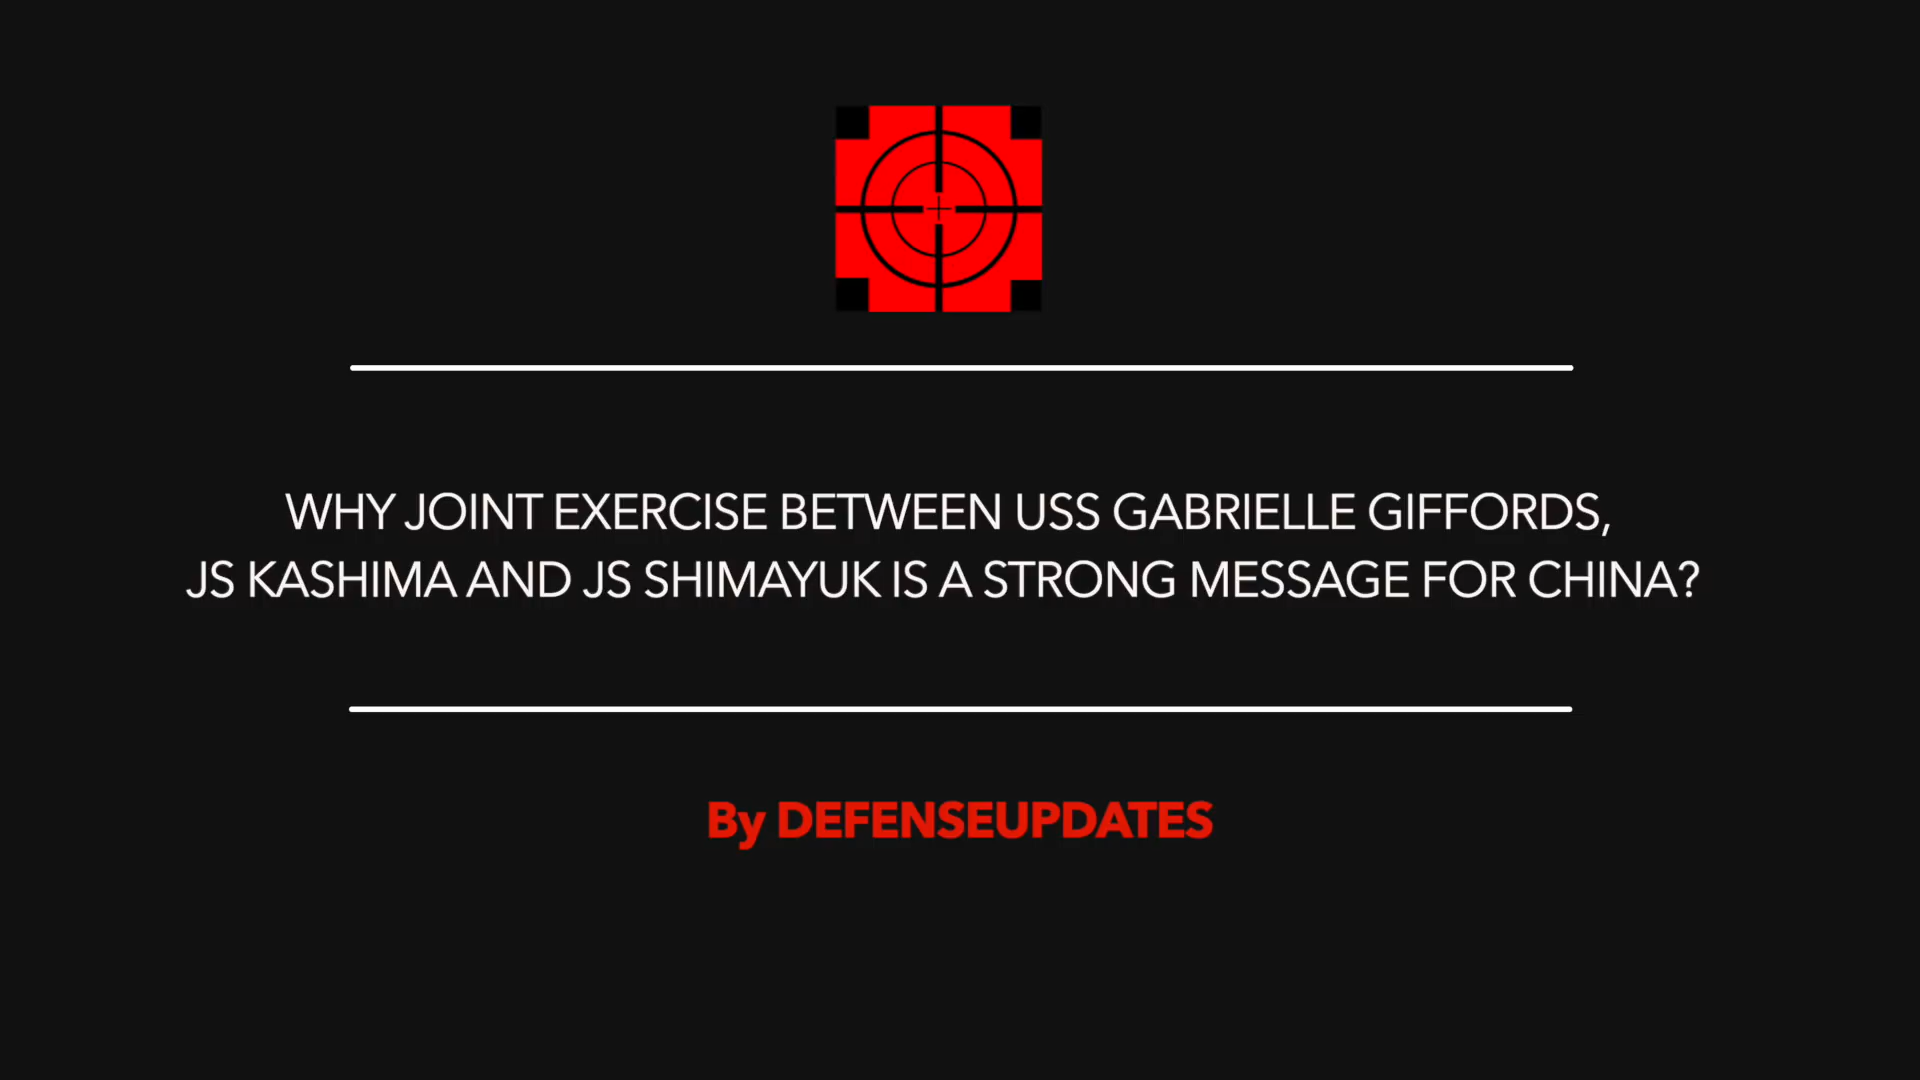 WHY JOINT EXERCISE BETWEEN USS GABRIELLE GIFFORDS,
JS KASHIMA AND JS SHIMAYUK IS A STRONG MESSAGE FOR CHINA?
By DEFENSEUPDATES